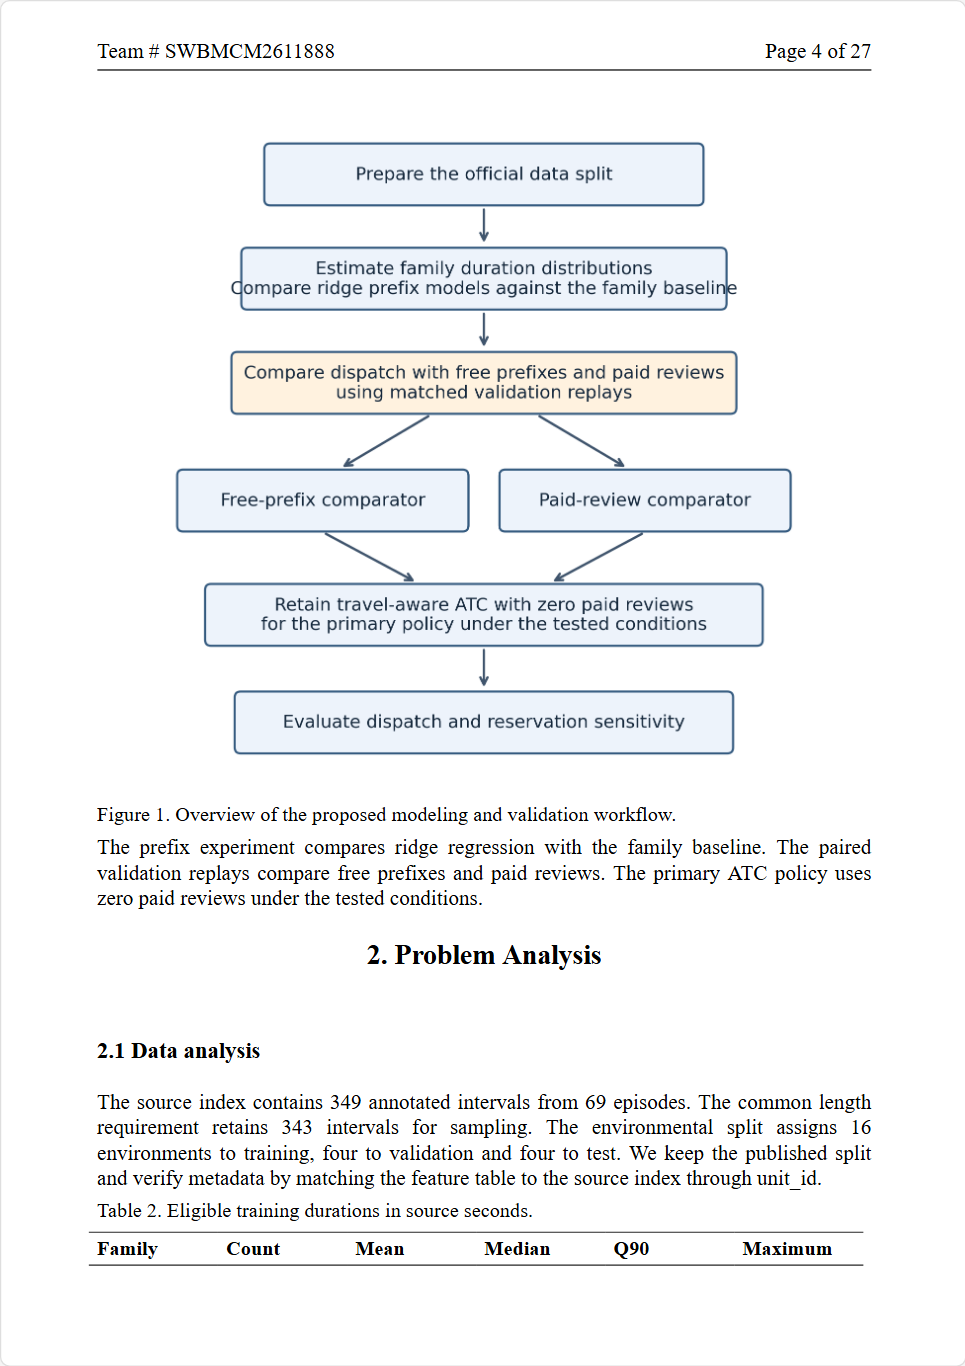 Team # SWBMCM2611888 Page 4 of 27
Prepare the official data split
Estimate family duration distributions
Compare ridge prefix models against the family baseline
Compare dispatch with free prefixes and paid reviews
using matched validation replays
Free-prefix comparator Paid-review comparator
Retain travel-aware ATC with zero paid reviews
for the primary policy under the tested conditions
Evaluate dispatch and reservation sensitivity
Figure 1. Overview of the proposed modeling and validation workflow.
The prefix experiment compares ridge regression with the family baseline. The paired
validation replays compare free prefixes and paid reviews. The primary ATC policy uses
zero paid reviews under the tested conditions.
2. Problem Analysis
2.1 Data analysis
The source index contains 349 annotated intervals from 69 episodes. The common length
requirement retains 343 intervals for sampling. The environmental split assigns 16
environments to training, four to validation and four to test. We keep the published split
and verify metadata by matching the feature table to the source index through unit_id.
Table 2. Eligible training durations in source seconds.
Family Count Mean Median Q90 Maximum